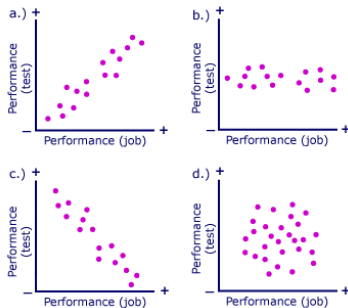 a.) +
Performance
(test)
– +
Performance (job)
b.) +
Performance
(test)
– +
Performance (job)
c.) +
Performance
(test)
– +
Performance (job)
d.) +
Performance
(test)
– +
Performance (job)